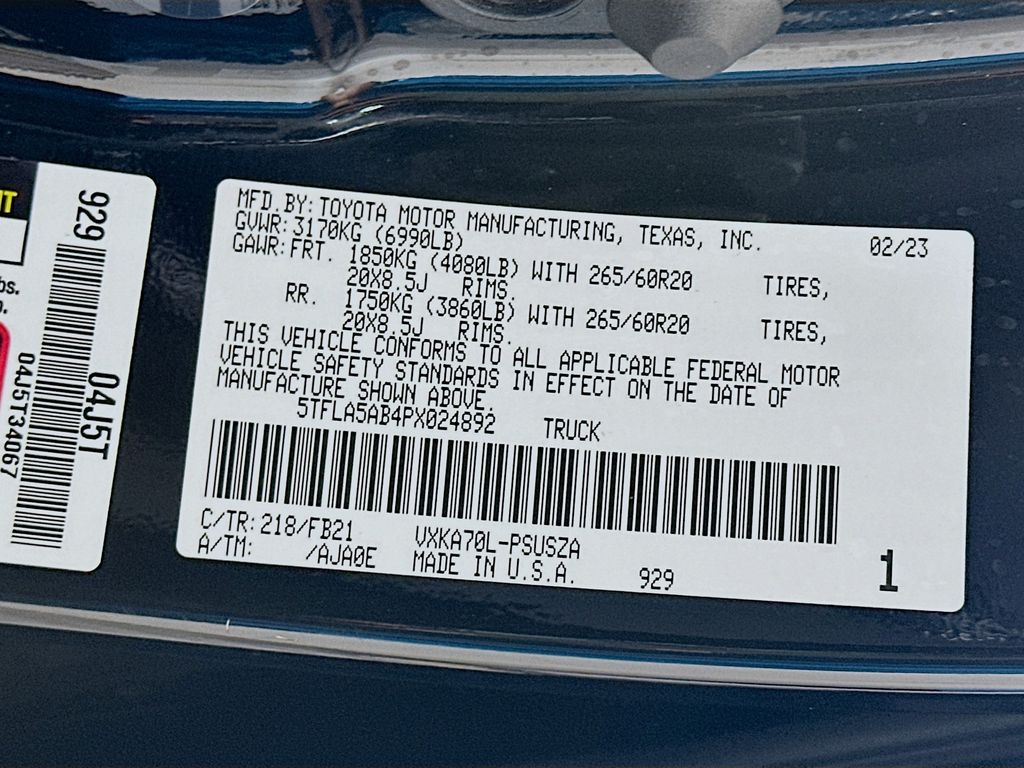 MFD.BY: TOYOTA MOTOR MANUFACTURING, TEXAS, INC. 02/23
GVWR: 3170KG (6990LB)
GAWR: FRT. 1850KG (4080LB) WITH 265/60R20 TIRES,
20X8.5J RIMS.
RR. 1750KG (3860LB) WITH 265/60R20 TIRES,
20X8.5J RIMS.
THIS VEHICLE CONFORMS TO ALL APPLICABLE FEDERAL MOTOR
VEHICLE SAFETY STANDARDS IN EFFECT ON THE DATE OF
MANUFACTURE SHOWN ABOVE.
5TFLA5AB4PX024892 TRUCK
C/TR: 218/FB21 VXKA70L-PSUSZA
A/TM: /AJA0E MADE IN U.S.A. 929
1
929
04J5T
04J5T34067